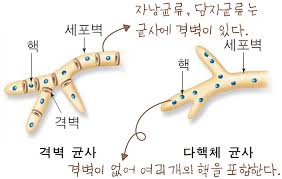 자낭균류, 담자균류는
균사에 격벽이 있다.
세포벽
핵
격벽
세포벽
핵
격벽 균사
다핵체 균사
격벽이 없어 여러 개의 핵을 포함한다.